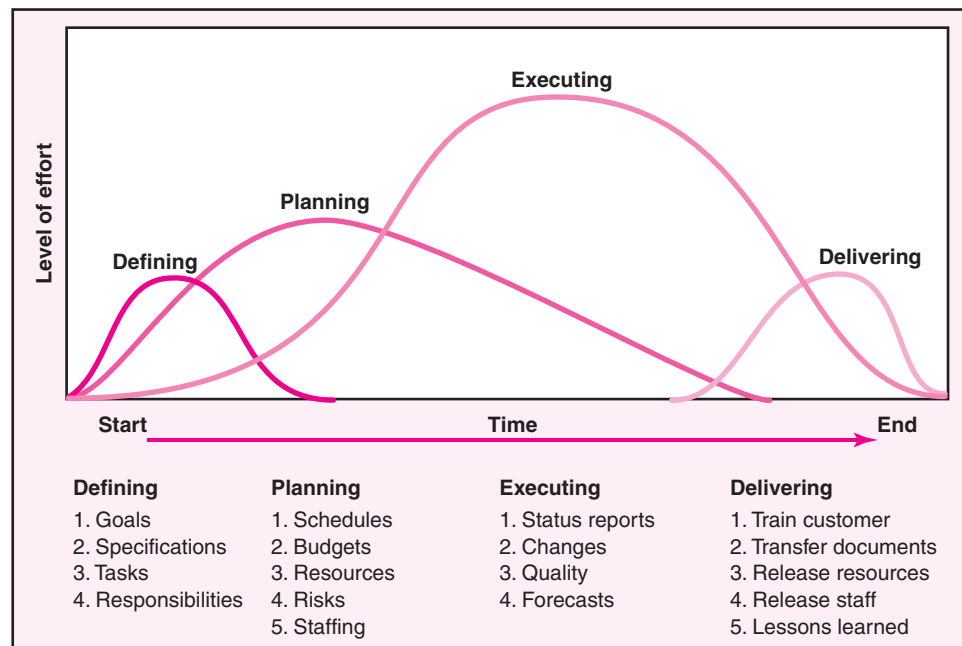 Level of effort
Executing
Planning
Defining
Delivering
Start
Time
End
Defining
1. Goals
2. Specifications
3. Tasks
4. Responsibilities
Planning
1. Schedules
2. Budgets
3. Resources
4. Risks
5. Staffing
Executing
1. Status reports
2. Changes
3. Quality
4. Forecasts
Delivering
1. Train customer
2. Transfer documents
3. Release resources
4. Release staff
5. Lessons learned